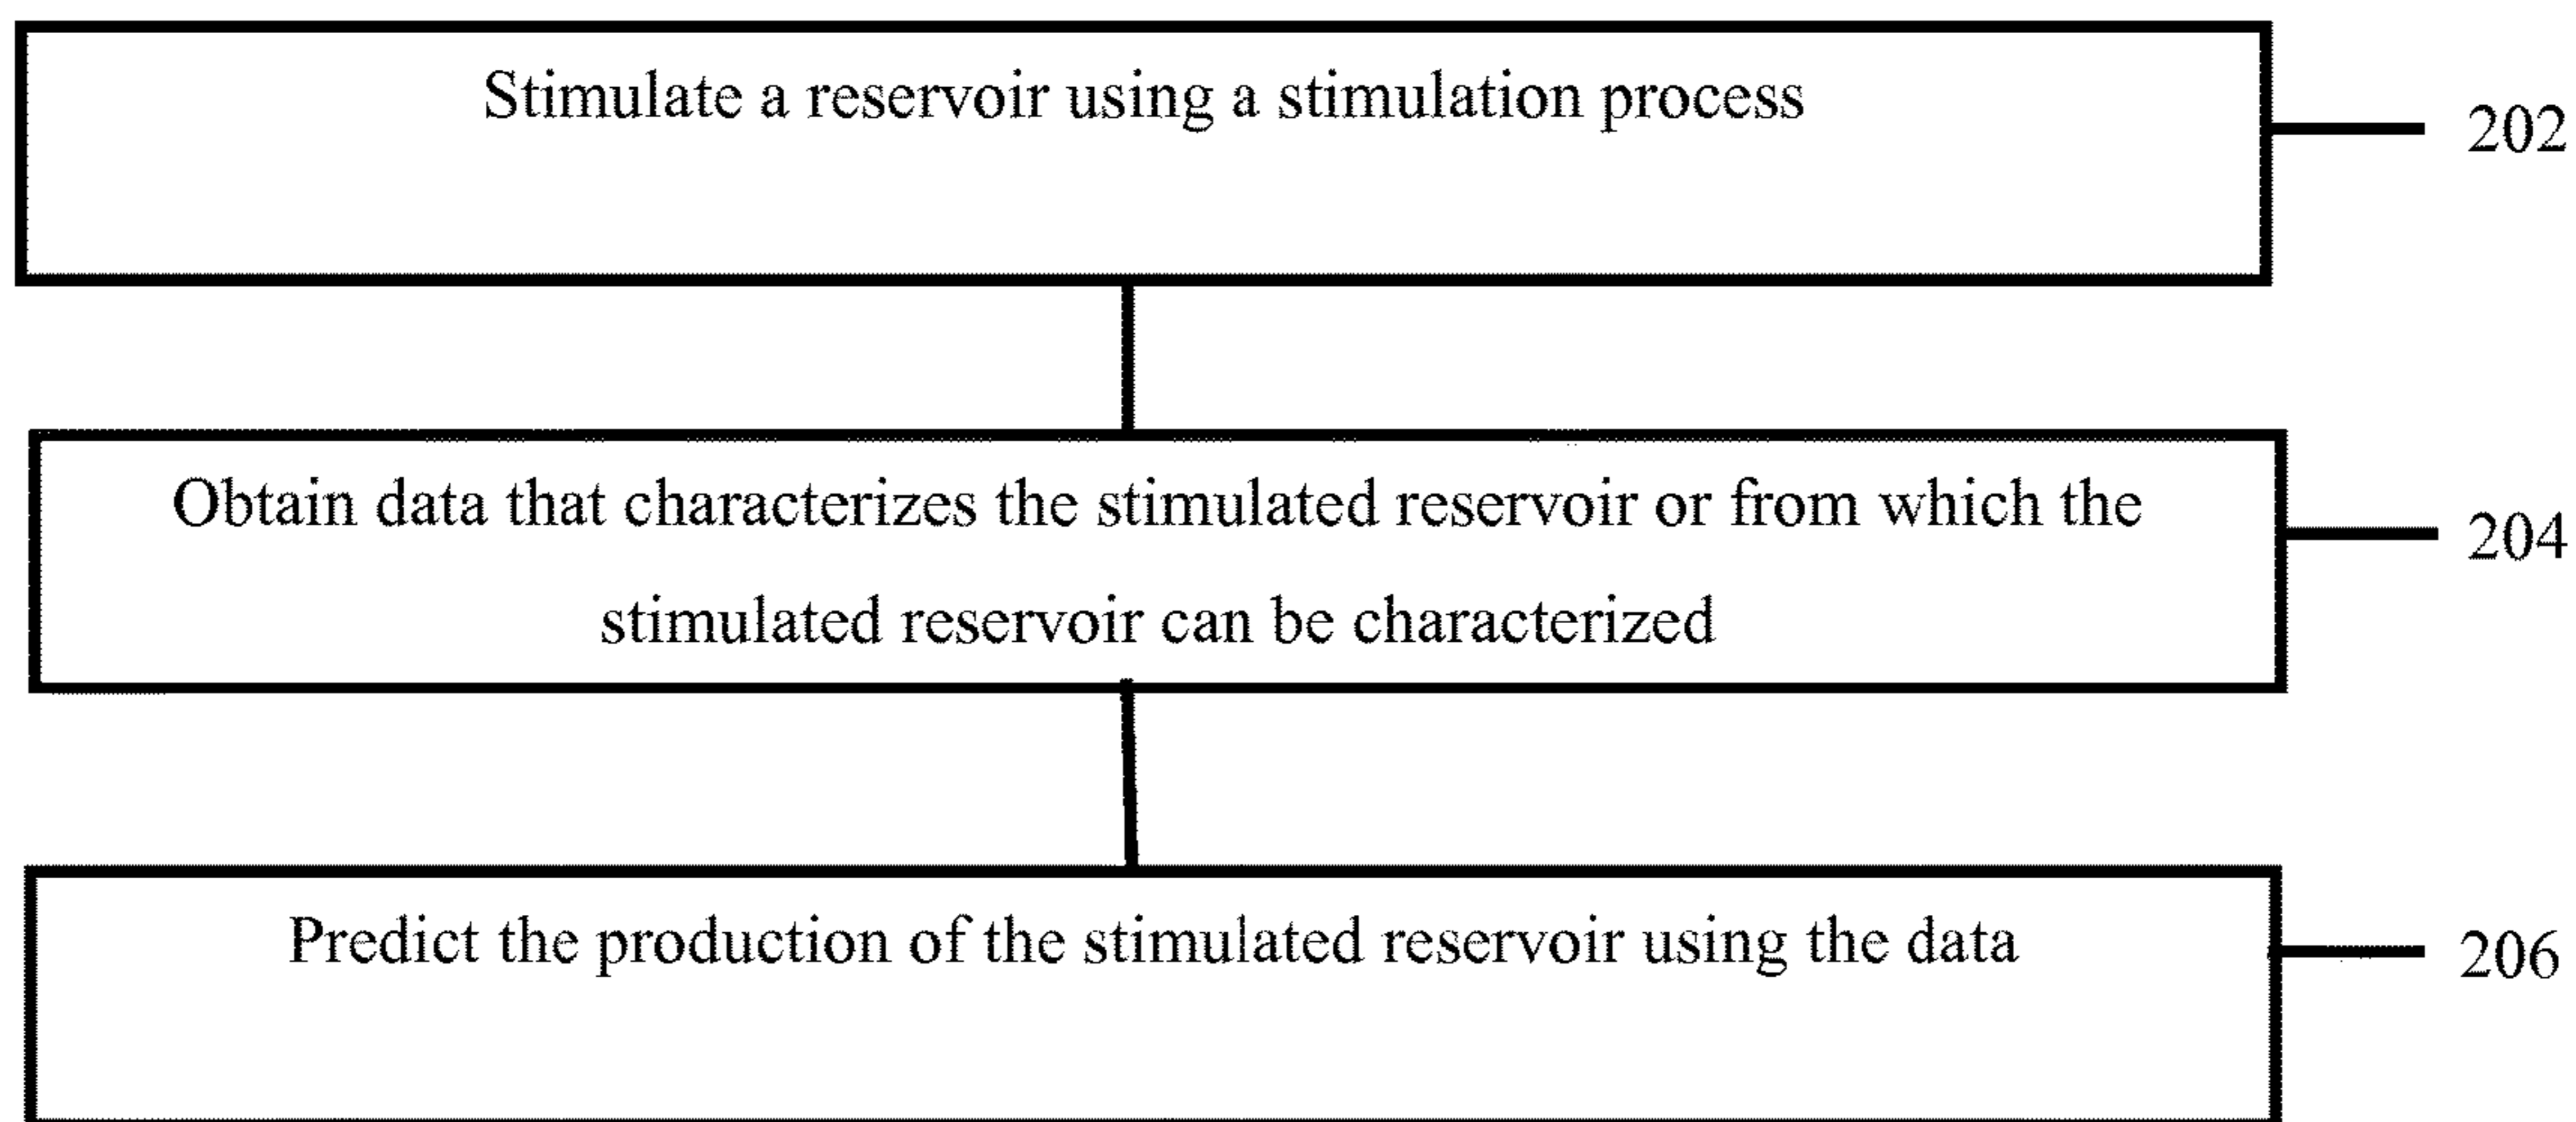 Stimulate a reservoir using a stimulation process
202
Obtain data that characterizes the stimulated reservoir or from which the
stimulated reservoir can be characterized
204
Predict the production of the stimulated reservoir using the data
206